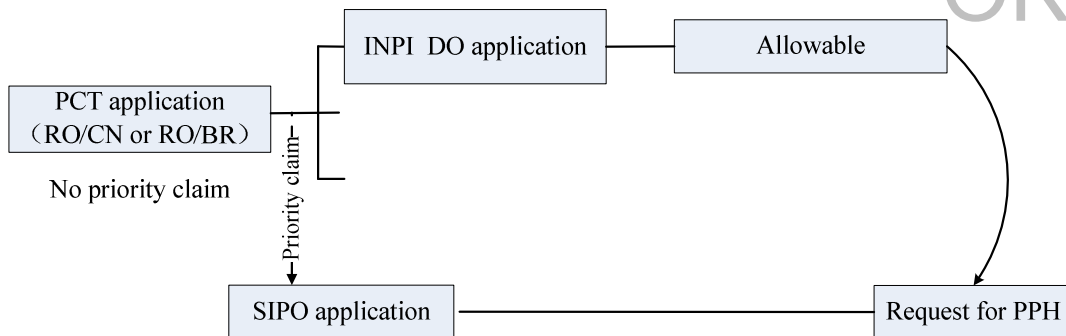 OR
INPI  DO application
Allowable
PCT application
（RO/CN or RO/BR）
No priority claim
Priority claim
SIPO application
Request for PPH